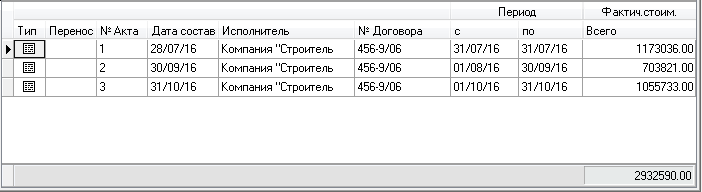 Период Фактич.стоим.
Тип Перенос № Акта Дата состав Исполнитель № Договора с по Всего
1 28/07/16 Компания "Строитель 456-9/06 31/07/16 31/07/16 1173036.00
2 30/09/16 Компания "Строитель 456-9/06 01/08/16 30/09/16 703821.00
3 31/10/16 Компания "Строитель 456-9/06 01/10/16 31/10/16 1055733.00
2932590.00